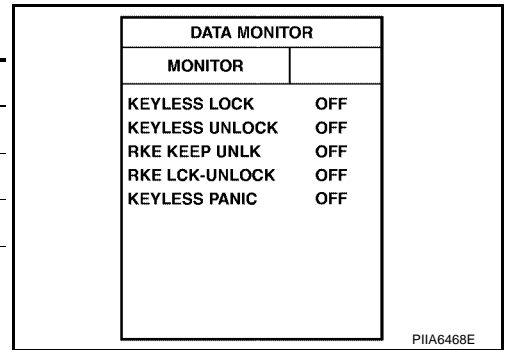 DATA MONITOR
MONITOR
KEYLESS LOCK OFF
KEYLESS UNLOCK OFF
RKE KEEP UNLK OFF
RKE LCK-UNLOCK OFF
KEYLESS PANIC OFF
PIIA6468E